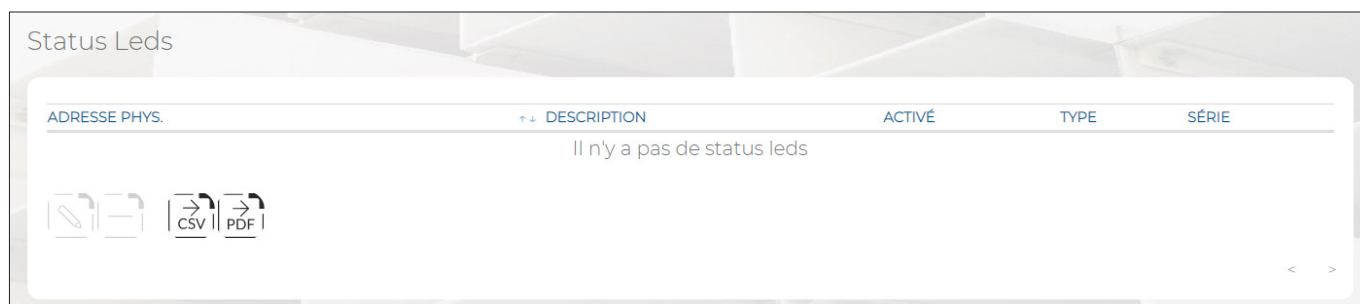 Status Leds
ADRESSE PHYS. ↑↓ DESCRIPTION ACTIVÉ TYPE SÉRIE
Il n'y a pas de status leds
CSV PDF
< >